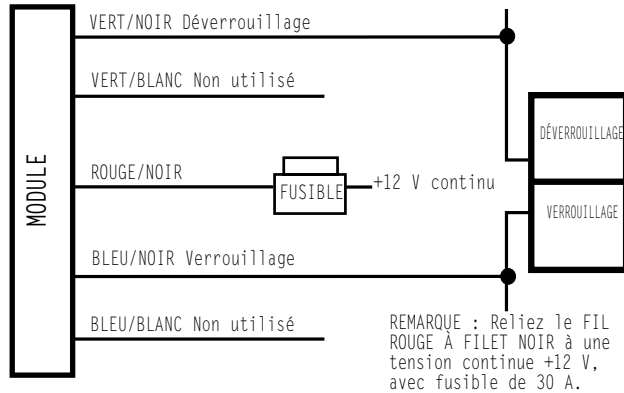 VERT/NOIR Déverrouillage
VERT/BLANC Non utilisé
DÉVERROUILLAGE
MODULE
ROUGE/NOIR
FUSIBLE
+12 V continu
VERROUILLAGE
BLEU/NOIR Verrouillage
BLEU/BLANC Non utilisé
REMARQUE : Reliez le FIL
ROUGE À FILET NOIR à une
tension continue +12 V,
avec fusible de 30 A.